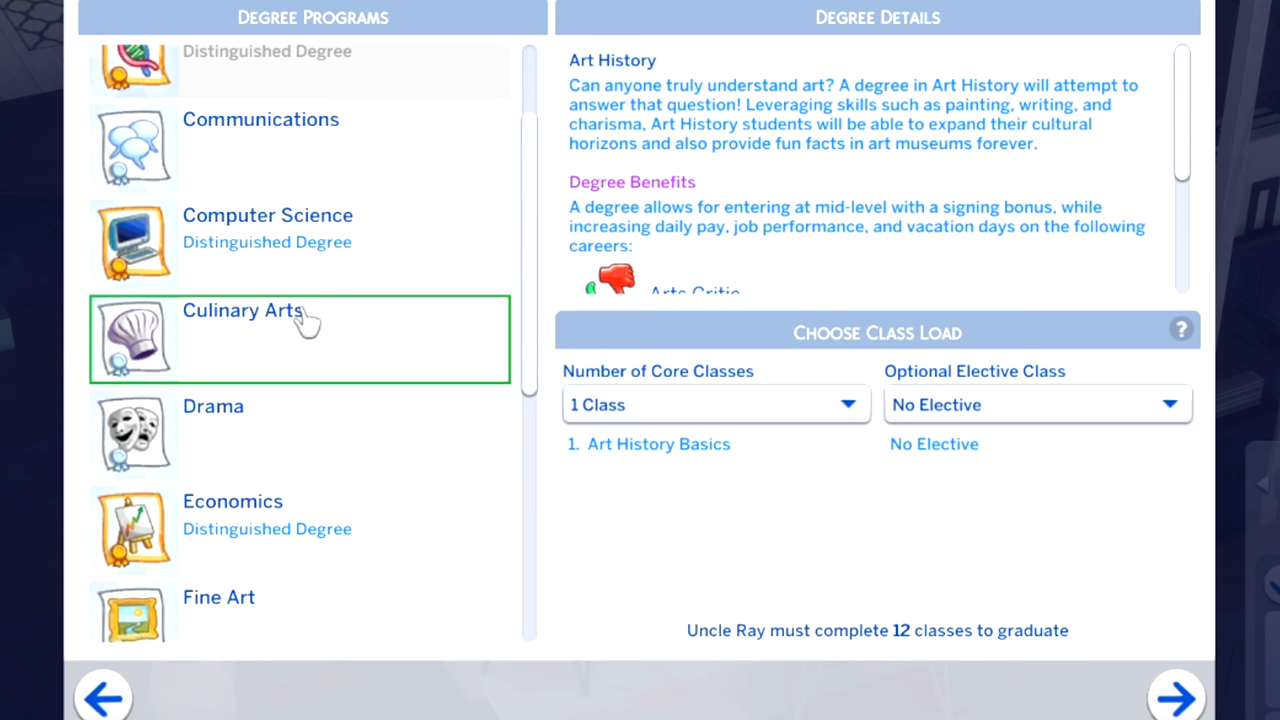 DEGREE PROGRAMS
Distinguished Degree
Communications
Computer Science
Distinguished Degree
Culinary Arts
Drama
Economics
Distinguished Degree
Fine Art
DEGREE DETAILS
Art History
Can anyone truly understand art? A degree in Art History will attempt to
answer that question! Leveraging skills such as painting, writing, and
charisma, Art History students will be able to expand their cultural
horizons and also provide fun facts in art museums forever.
Degree Benefits
A degree allows for entering at mid-level with a signing bonus, while
increasing daily pay, job performance, and vacation days on the following
careers:
Arts Critic
CHOOSE CLASS LOAD
?
Number of Core Classes
1 Class
1. Art History Basics
Optional Elective Class
No Elective
No Elective
Uncle Ray must complete 12 classes to graduate